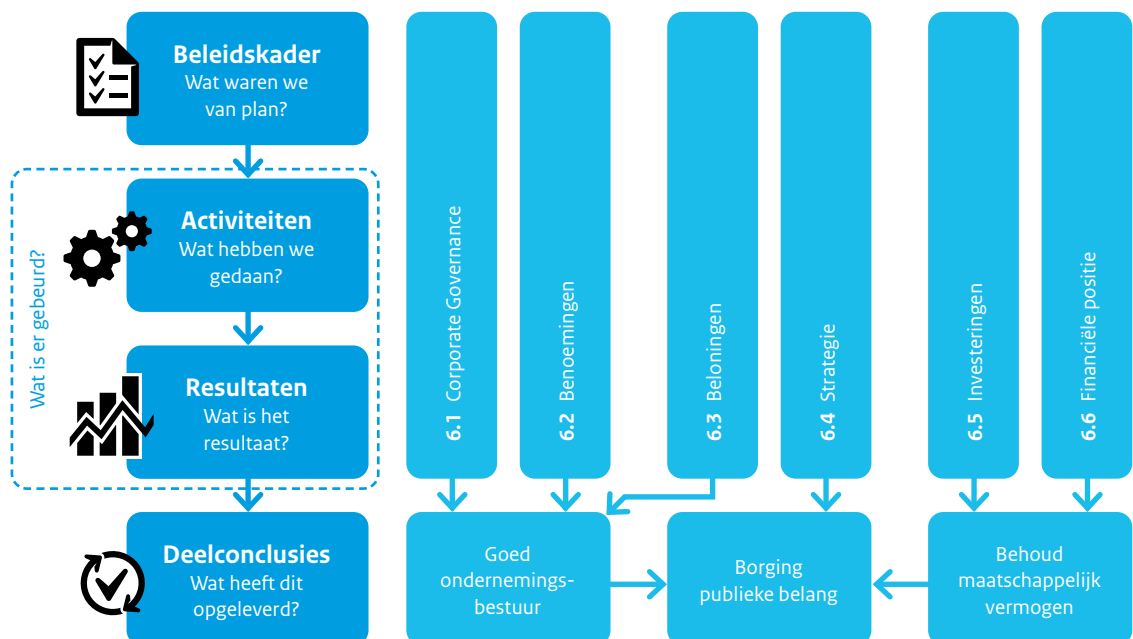 Beleidskader
Wat waren we
van plan?
Wat is er gebeurd?
Activiteiten
Wat hebben we
gedaan?
Resultaten
Wat is het
resultaat?
Deelconclusies
Wat heeft dit
opgeleverd?
6.1 Corporate Governance
6.2 Benoemingen
6.3 Beloningen
6.4 Strategie
6.5 Investeringen
6.6 Financiële positie
Goed
ondernemings-
bestuur
Borging
publieke belang
Behoud
maatschappelijk
vermogen